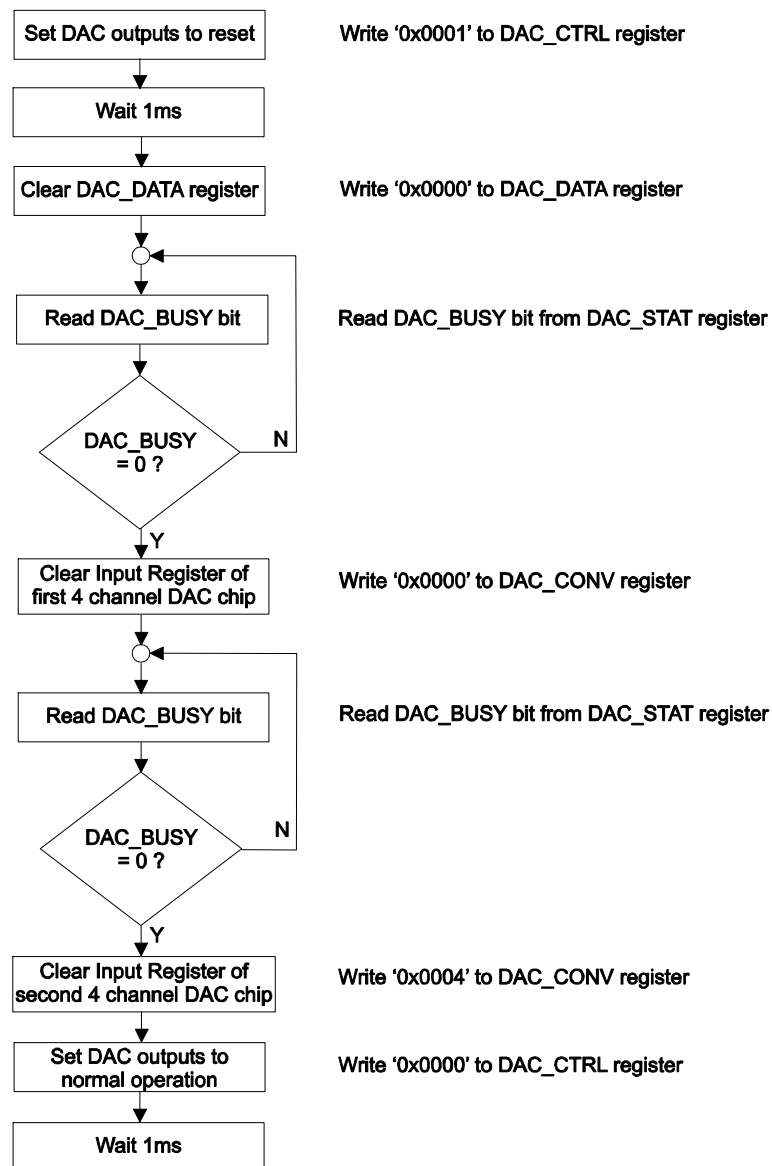 Set DAC outputs to reset
Write ‘0x0001’ to DAC_CTRL register
Wait 1ms
Clear DAC_DATA register
Write ‘0x0000’ to DAC_DATA register
Read DAC_BUSY bit
Read DAC_BUSY bit from DAC_STAT register
DAC_BUSY
= 0 ?
N
Y
Clear Input Register of
first 4 channel DAC chip
Write ‘0x0000’ to DAC_CONV register
Read DAC_BUSY bit
Read DAC_BUSY bit from DAC_STAT register
DAC_BUSY
= 0 ?
N
Y
Clear Input Register of
second 4 channel DAC chip
Write ‘0x0004’ to DAC_CONV register
Set DAC outputs to
normal operation
Write ‘0x0000’ to DAC_CTRL register
Wait 1ms